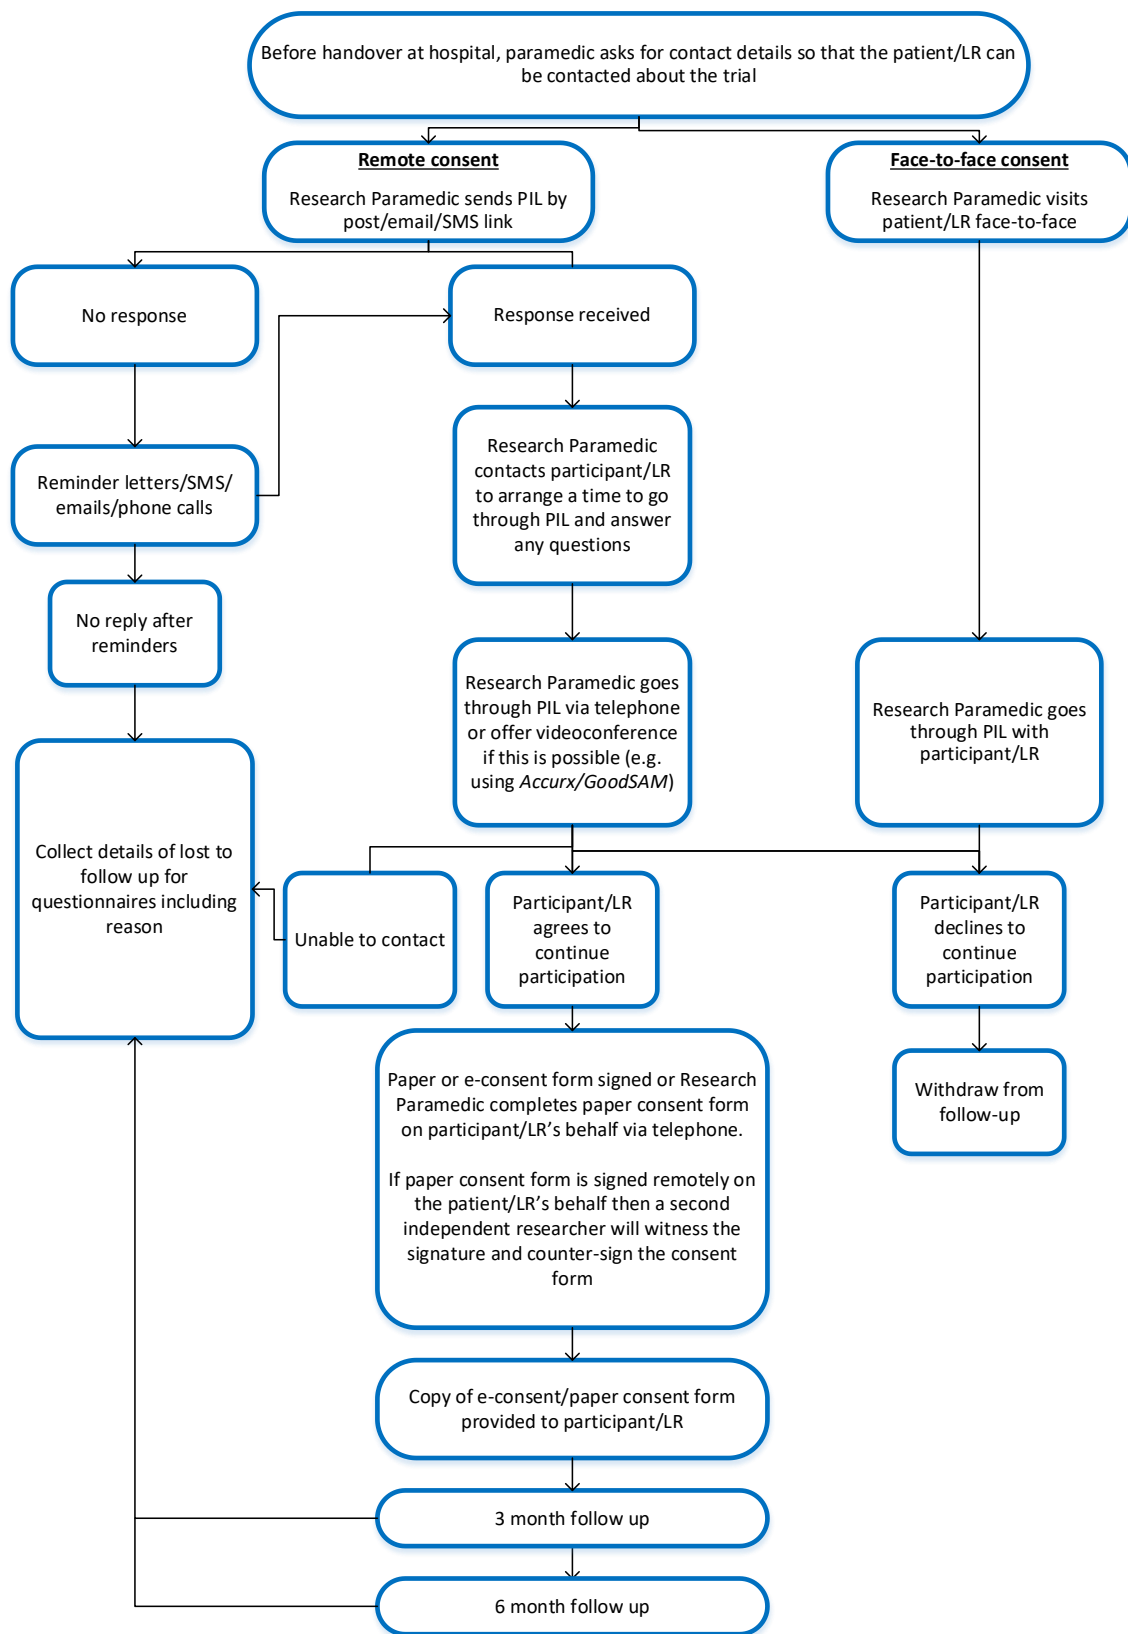 Before handover at hospital, paramedic asks for contact details so that the patient/LR can
be contacted about the trial
Remote consent
Research Paramedic sends PIL by
post/email/SMS link
Face-to-face consent
Research Paramedic visits
patient/LR face-to-face
No response
Response received
Reminder letters/SMS/
emails/phone calls
Research Paramedic
contacts participant/LR
to arrange a time to go
through PIL and answer
any questions
No reply after
reminders
Research Paramedic goes
through PIL via telephone
or offer videoconference
if this is possible (e.g.
using Accurx/GoodSAM)
Research Paramedic goes
through PIL with
participant/LR
Collect details of lost to
follow up for
questionnaires including
reason
Unable to contact
Participant/LR
agrees to
continue
participation
Participant/LR
declines to
continue
participation
Paper or e-consent form signed or Research
Paramedic completes paper consent form
on participant/LR’s behalf via telephone.
If paper consent form is signed remotely on
the patient/LR’s behalf then a second
independent researcher will witness the
signature and counter-sign the consent
form
Withdraw from
follow-up
Copy of e-consent/paper consent form
provided to participant/LR
3 month follow up
6 month follow up